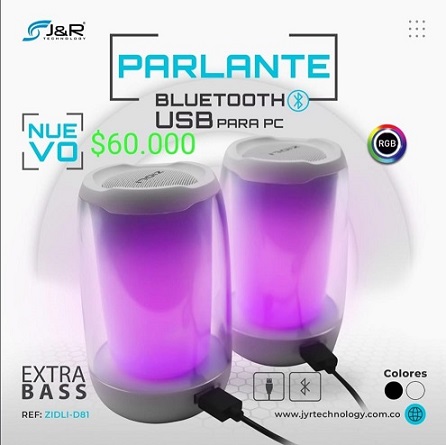 J&R
TECHNOLOGY
PARLANTE
BLUETOOTH
USB PARA PC
NUE
VO
$60.000
RGB
ZIDLI
EXTRA
BASS
REF: ZIDLI-D81
Colores
www.jyrtechnology.com.co